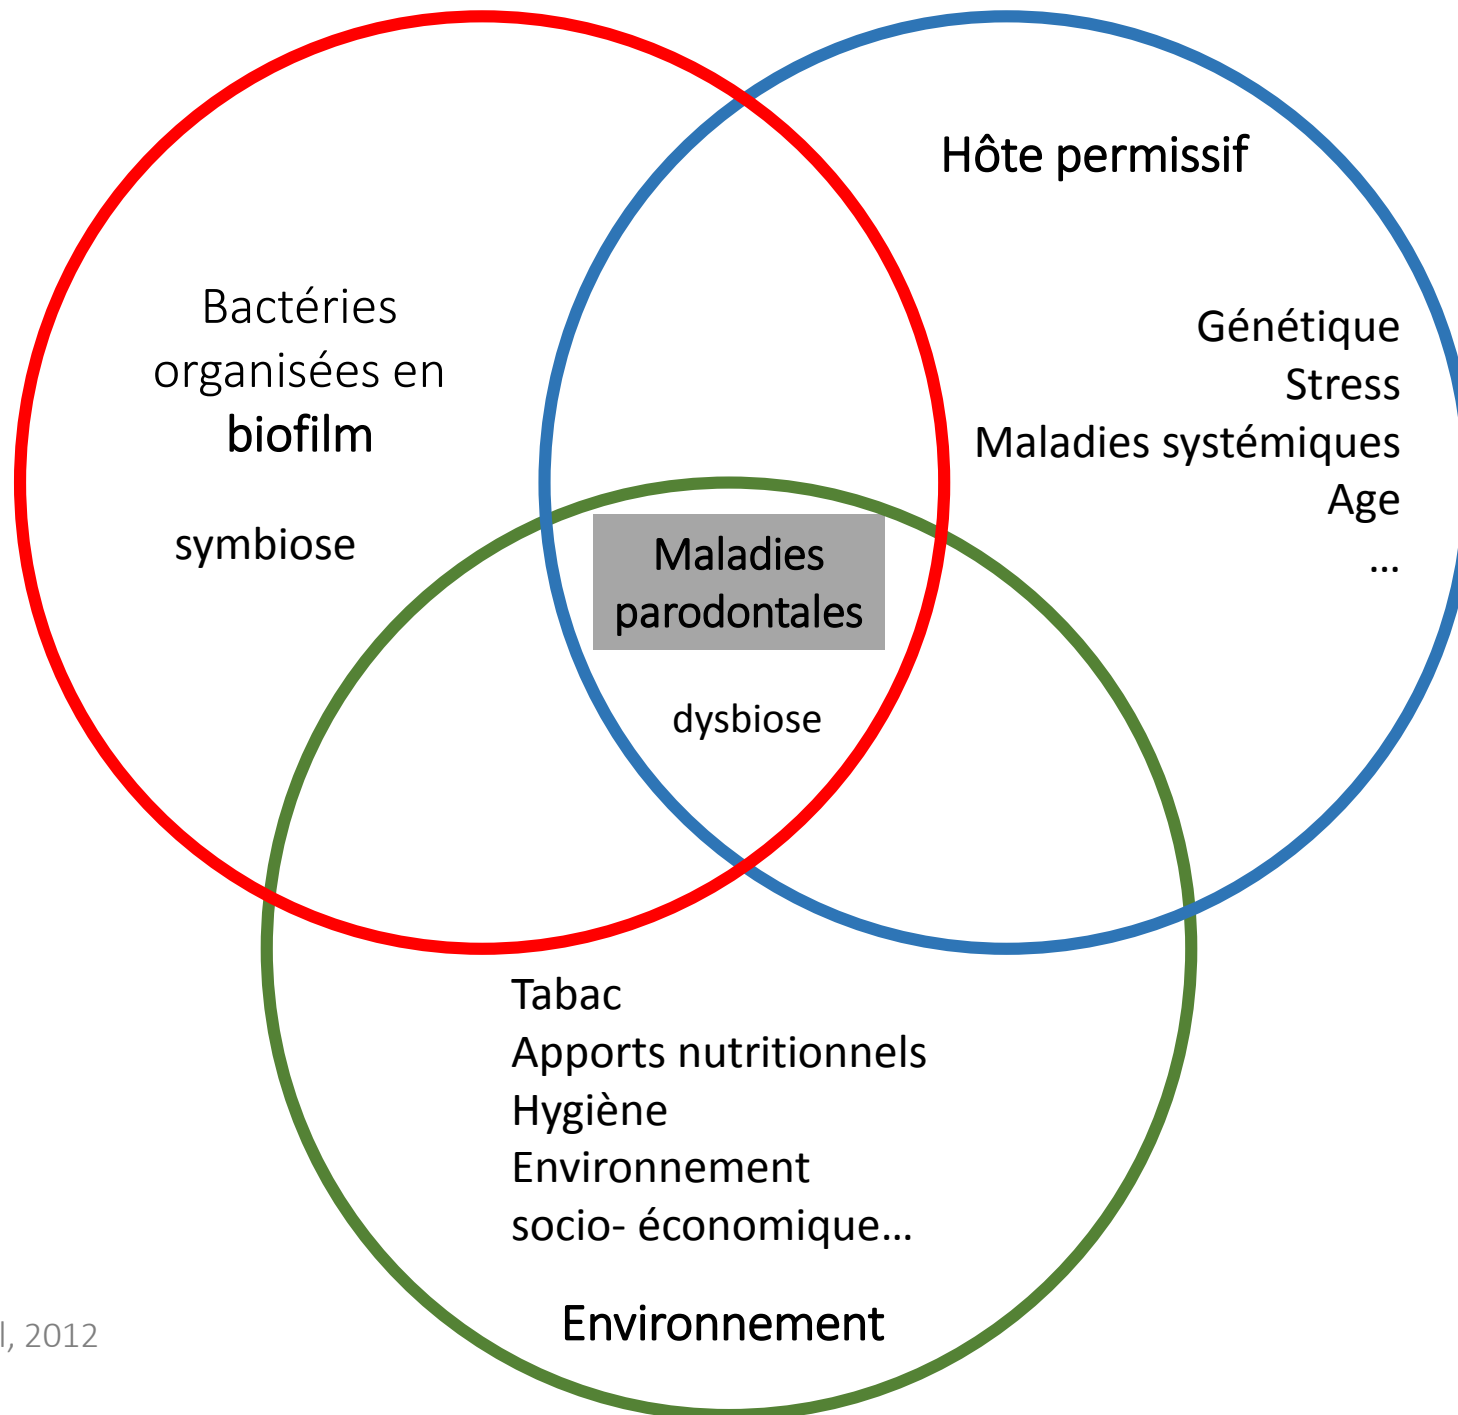 Hôte permissif
Bactéries
organisées en
biofilm
symbiose
Génétique
Stress
Maladies systémiques
Age
...
Maladies
parodontales
dysbiose
Tabac
Apports nutritionnels
Hygiène
Environnement
socio- économique...
Environnement
l, 2012